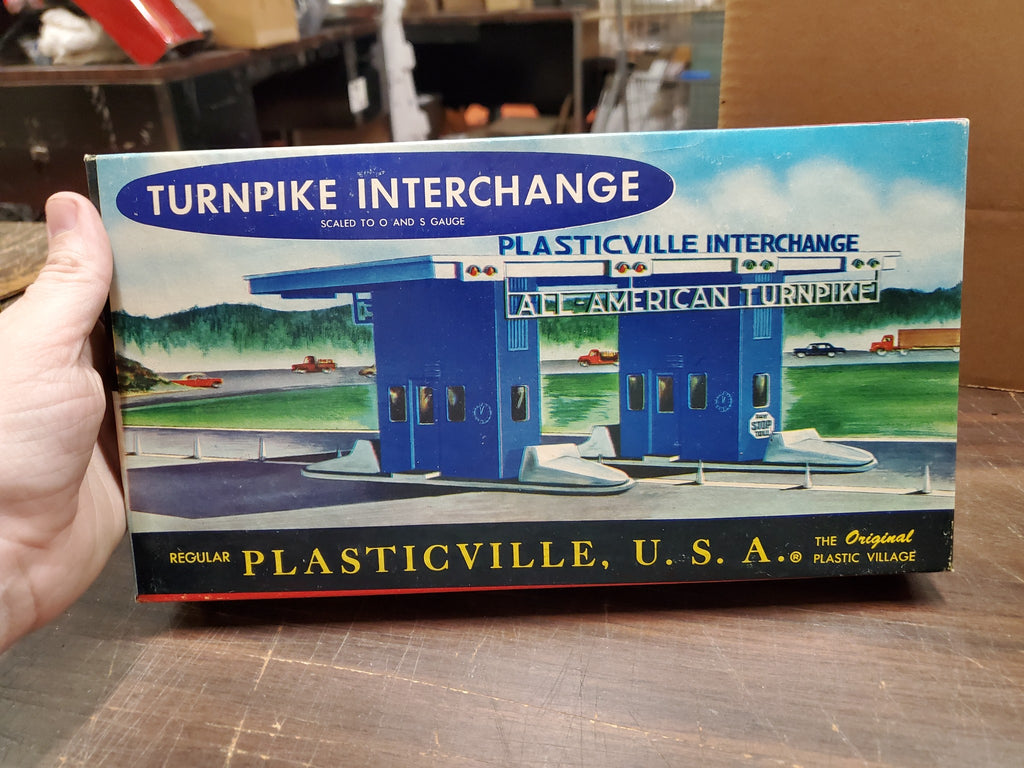 TURNPIKE INTERCHANGE
SCALED TO O AND S GAUGE
PLASTICVILLE INTERCHANGE
ALL-AMERICAN TURNPIKE
STOP
REGULAR PLASTICVILLE, U. S. A.® THE Original PLASTIC VILLAGE